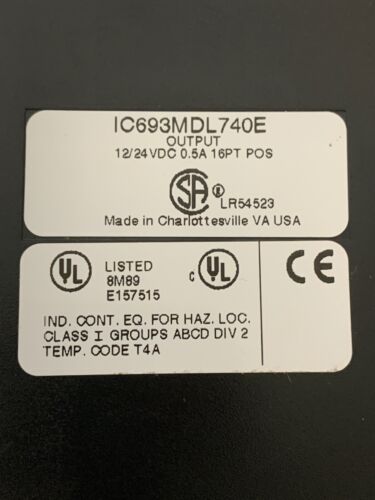 IC693MDL740E
OUTPUT
12/24VDC 0.5A 16PT POS
SA ® LR54523
Made in Charlottesville VA USA
UL LISTED c UL CE
8M89
E157515
IND. CONT. EQ. FOR HAZ. LOC.
CLASS I GROUPS ABCD DIV 2
TEMP. CODE T4A